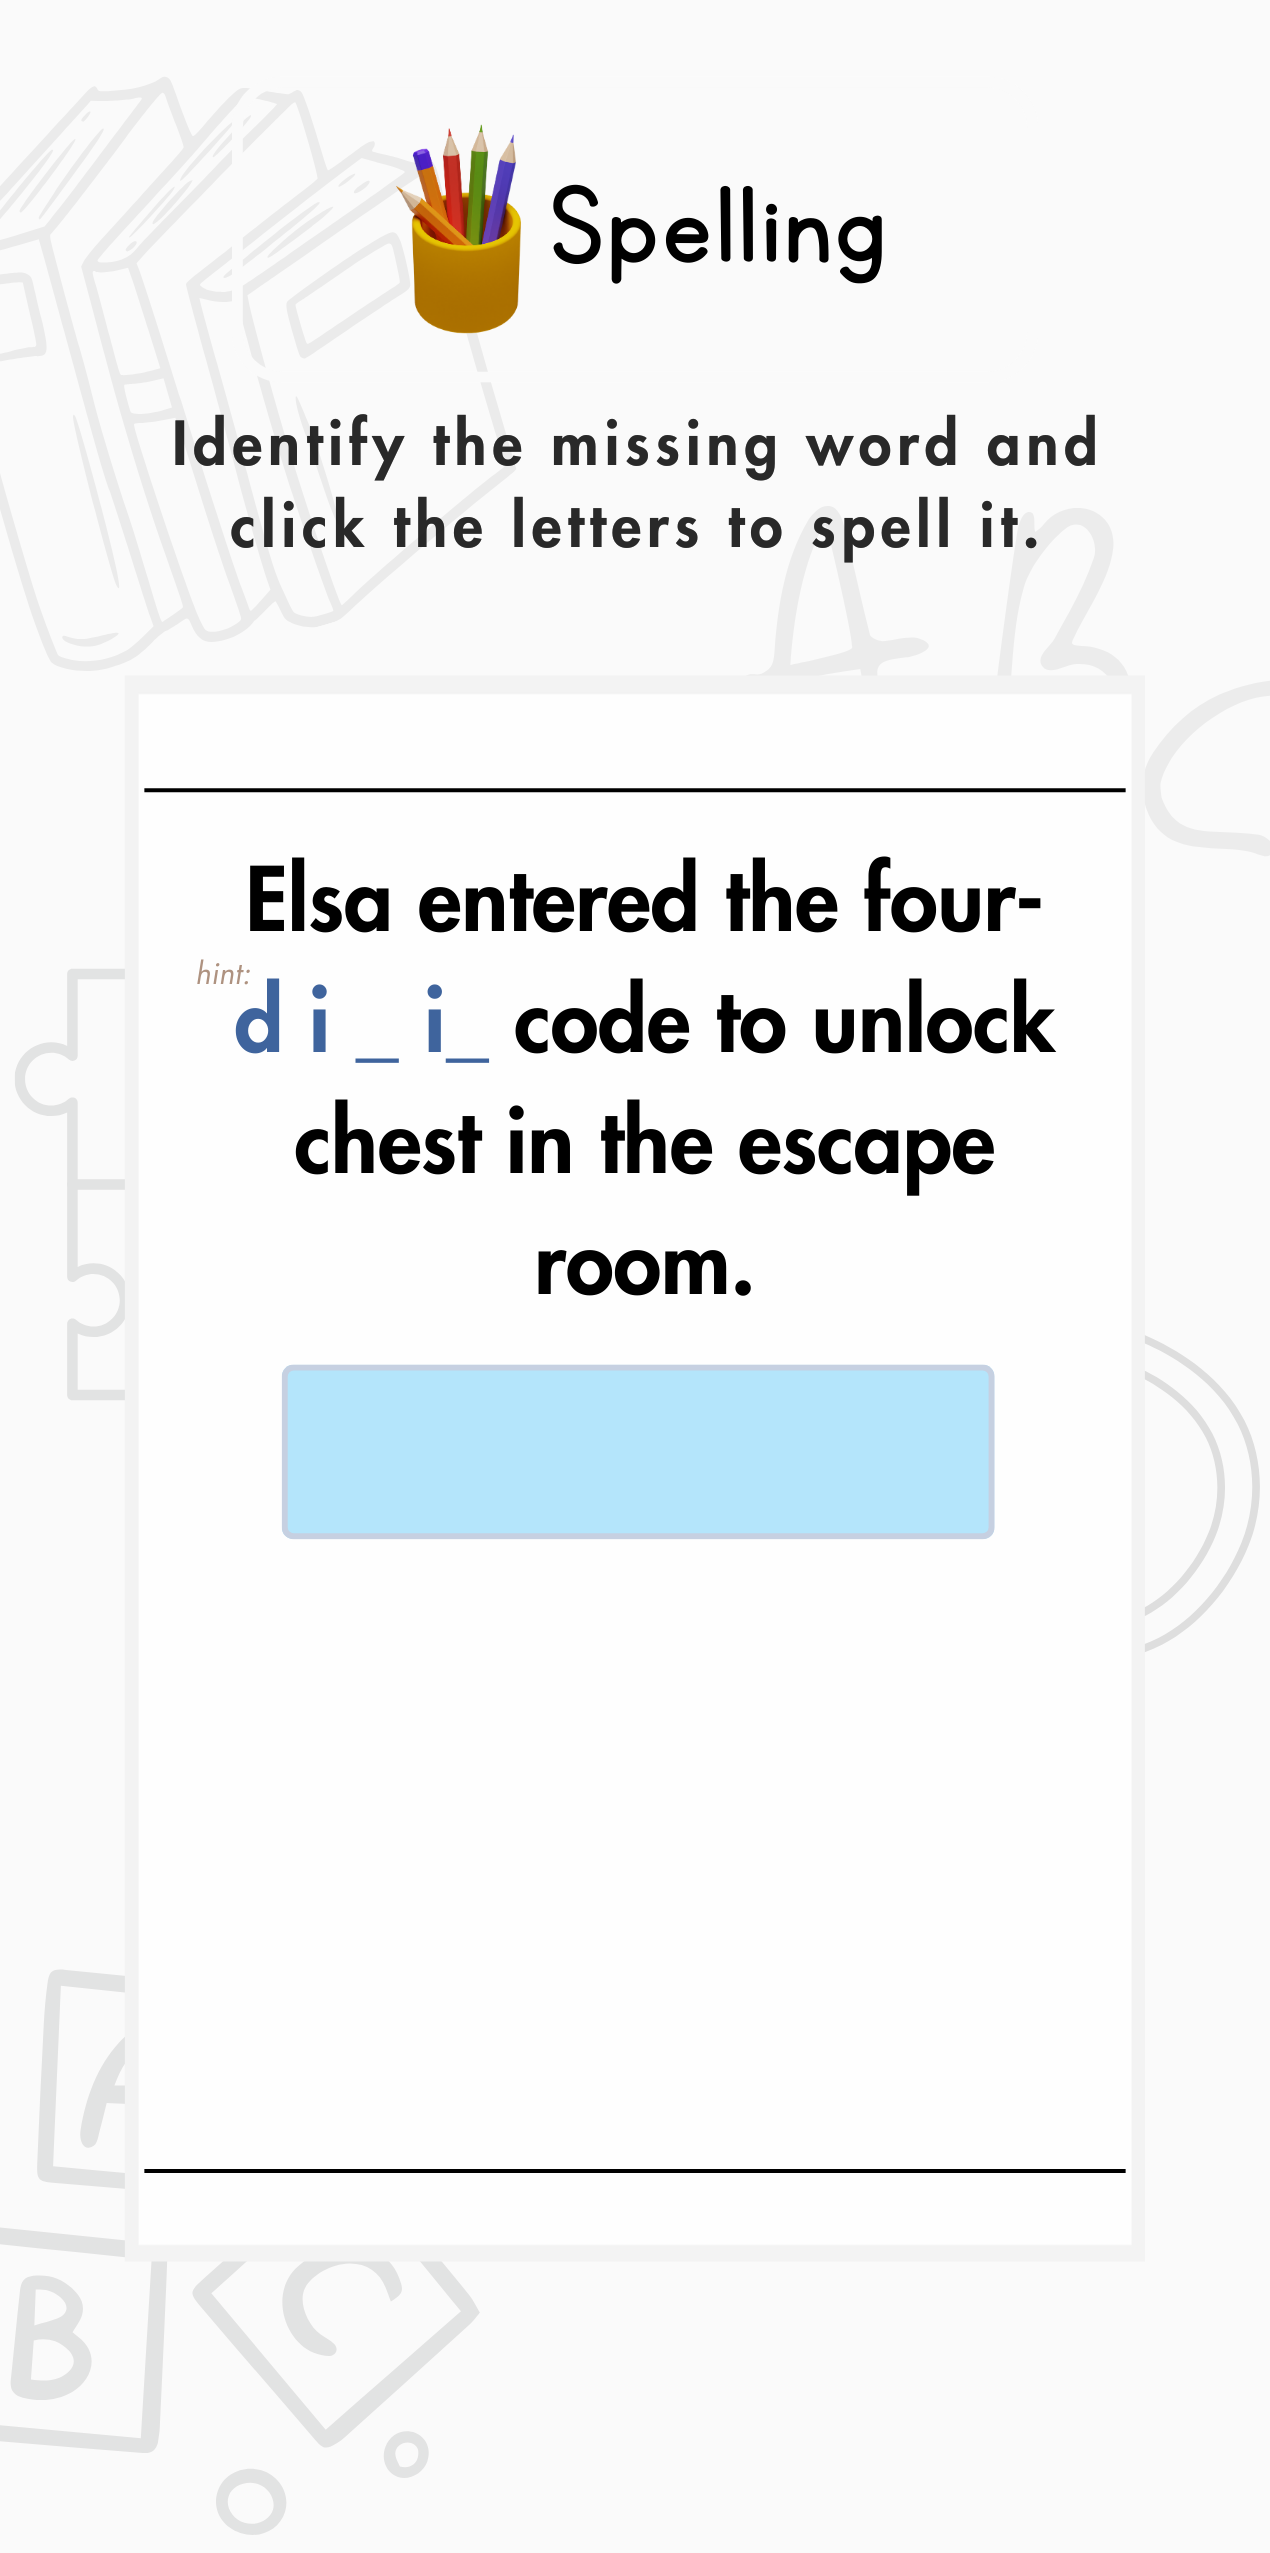 Spelling
Identify the missing word and
click the letters to spell it.
Elsa entered the four-
hint:
d i _ i_ code to unlock
chest in the escape
room.
A B
A
B
C